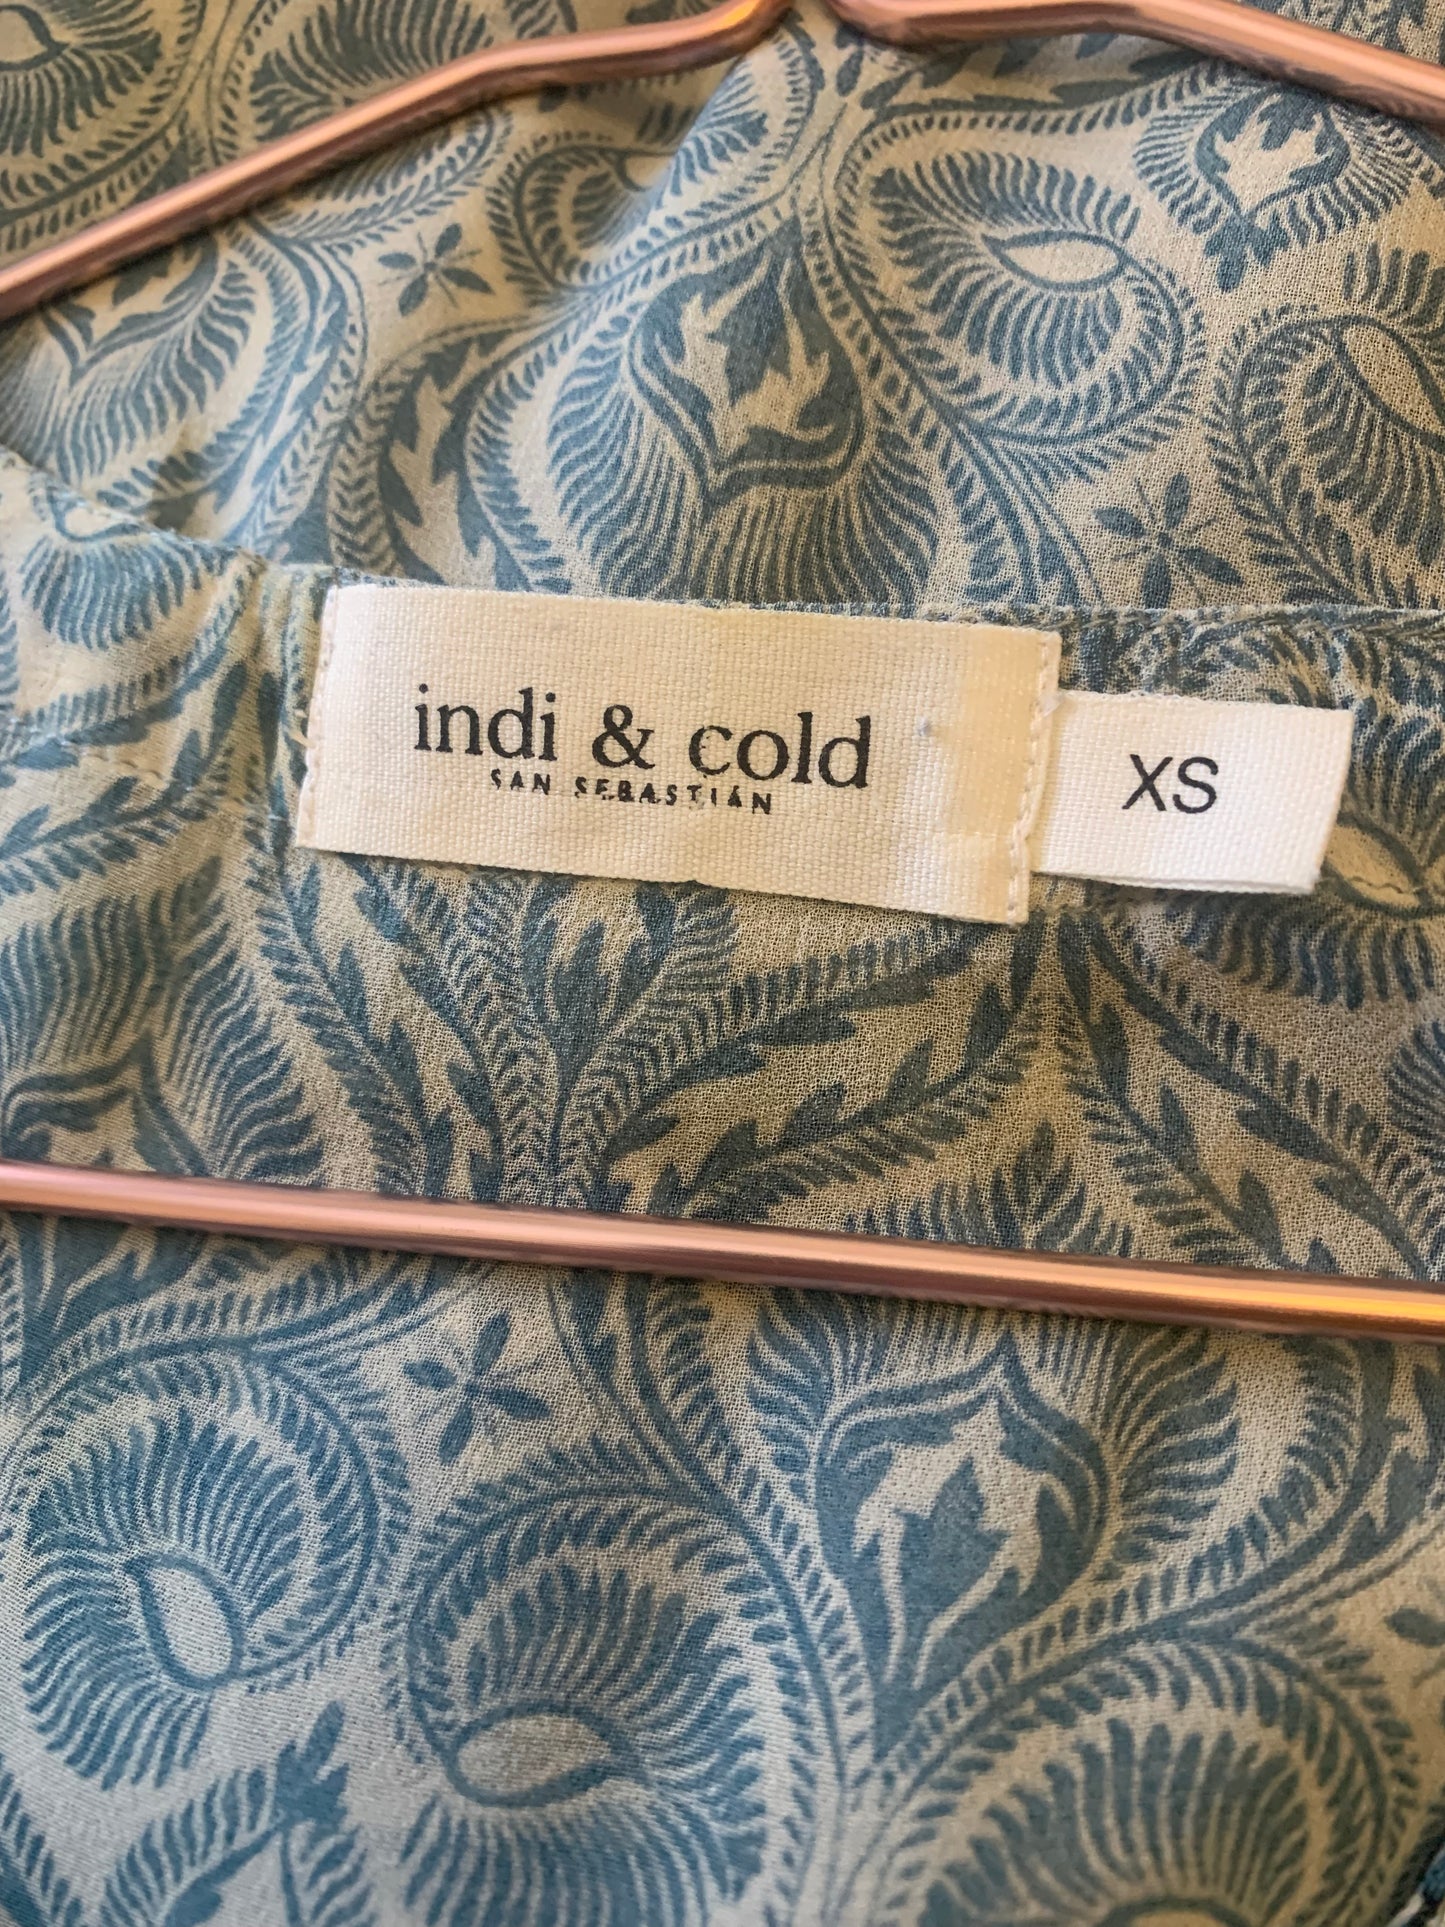 indi & cold
SAN SEBASTIÁN
XS